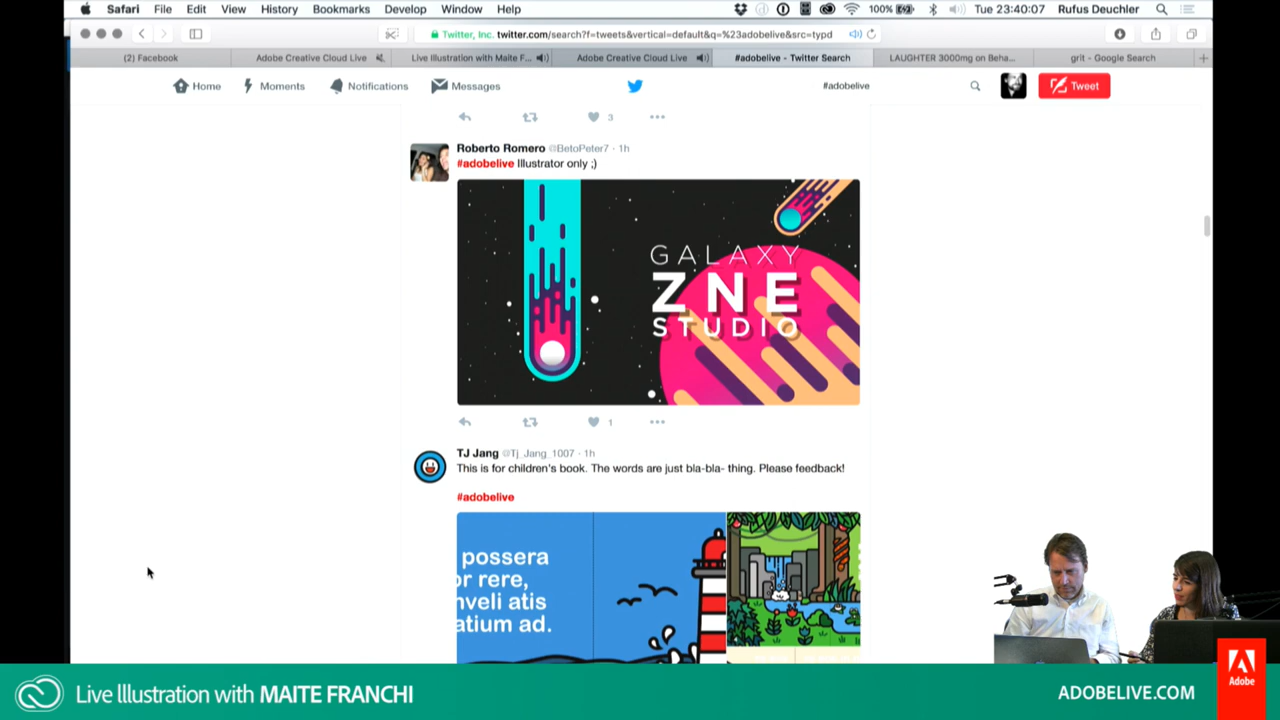 Safari File Edit View History Bookmarks Develop Window Help 100% Tue 23:40:07 Rufus Deuchler
Twitter, Inc. twitter.com/search?f=tweets&vertical=default&q=%23adobelive&src=typd
(2) Facebook Adobe Creative Cloud Live Live Illustration with Maite F... Adobe Creative Cloud Live #adobelive - Twitter Search LAUGHTER 3000mg on Beha... grit - Google Search
Home Moments Notifications Messages #adobelive Tweet
3
Roberto Romero @BetoPeter7 · 1h
#adobelive Illustrator only ;)
GALAXY
ZNE
STUDIO
1
TJ Jang @Tj_Jang_1007 · 1h
This is for children's book. The words are just bla-bla- thing. Please feedback!
#adobelive
possera
or rere,
nveli atis
atium ad.
Live Illustration with MAITE FRANCHI
ADOBELIVE.COM
Adobe